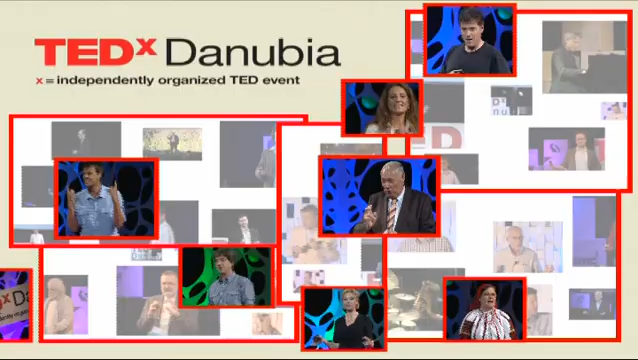 TEDx Danubia
x = independently organized TED event